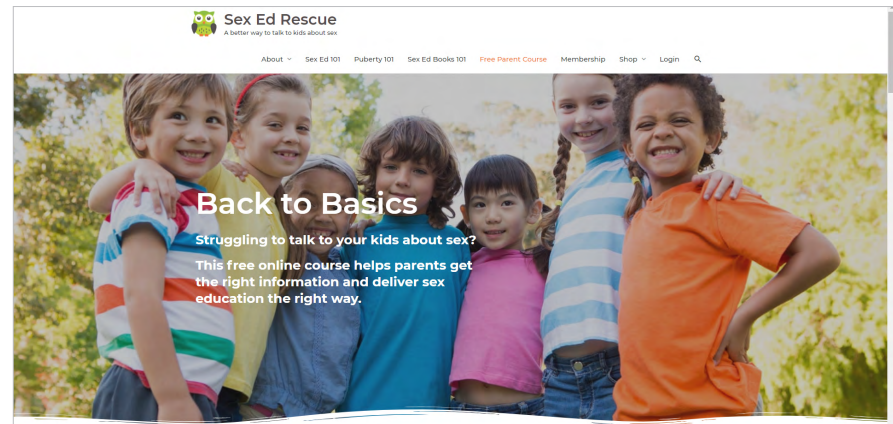 Sex Ed Rescue
A better way to talk to kids about sex
About Sex Ed 101 Puberty 101 Sex Ed Books 101 Free Parent Course Membership Shop Login
Back to Basics
Struggling to talk to your kids about sex?
This free online course helps parents get
the right information and deliver sex
education the right way.